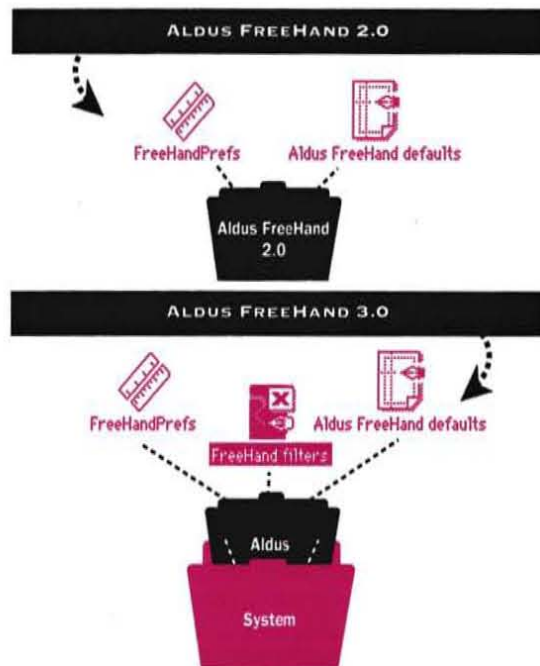 ALDUS FREEHAND 2.0
FreeHandPrefs
Aldus FreeHand defaults
Aldus FreeHand
2.0
ALDUS FREEHAND 3.0
FreeHandPrefs
Aldus FreeHand defaults
FreeHand filters
Aldus
System